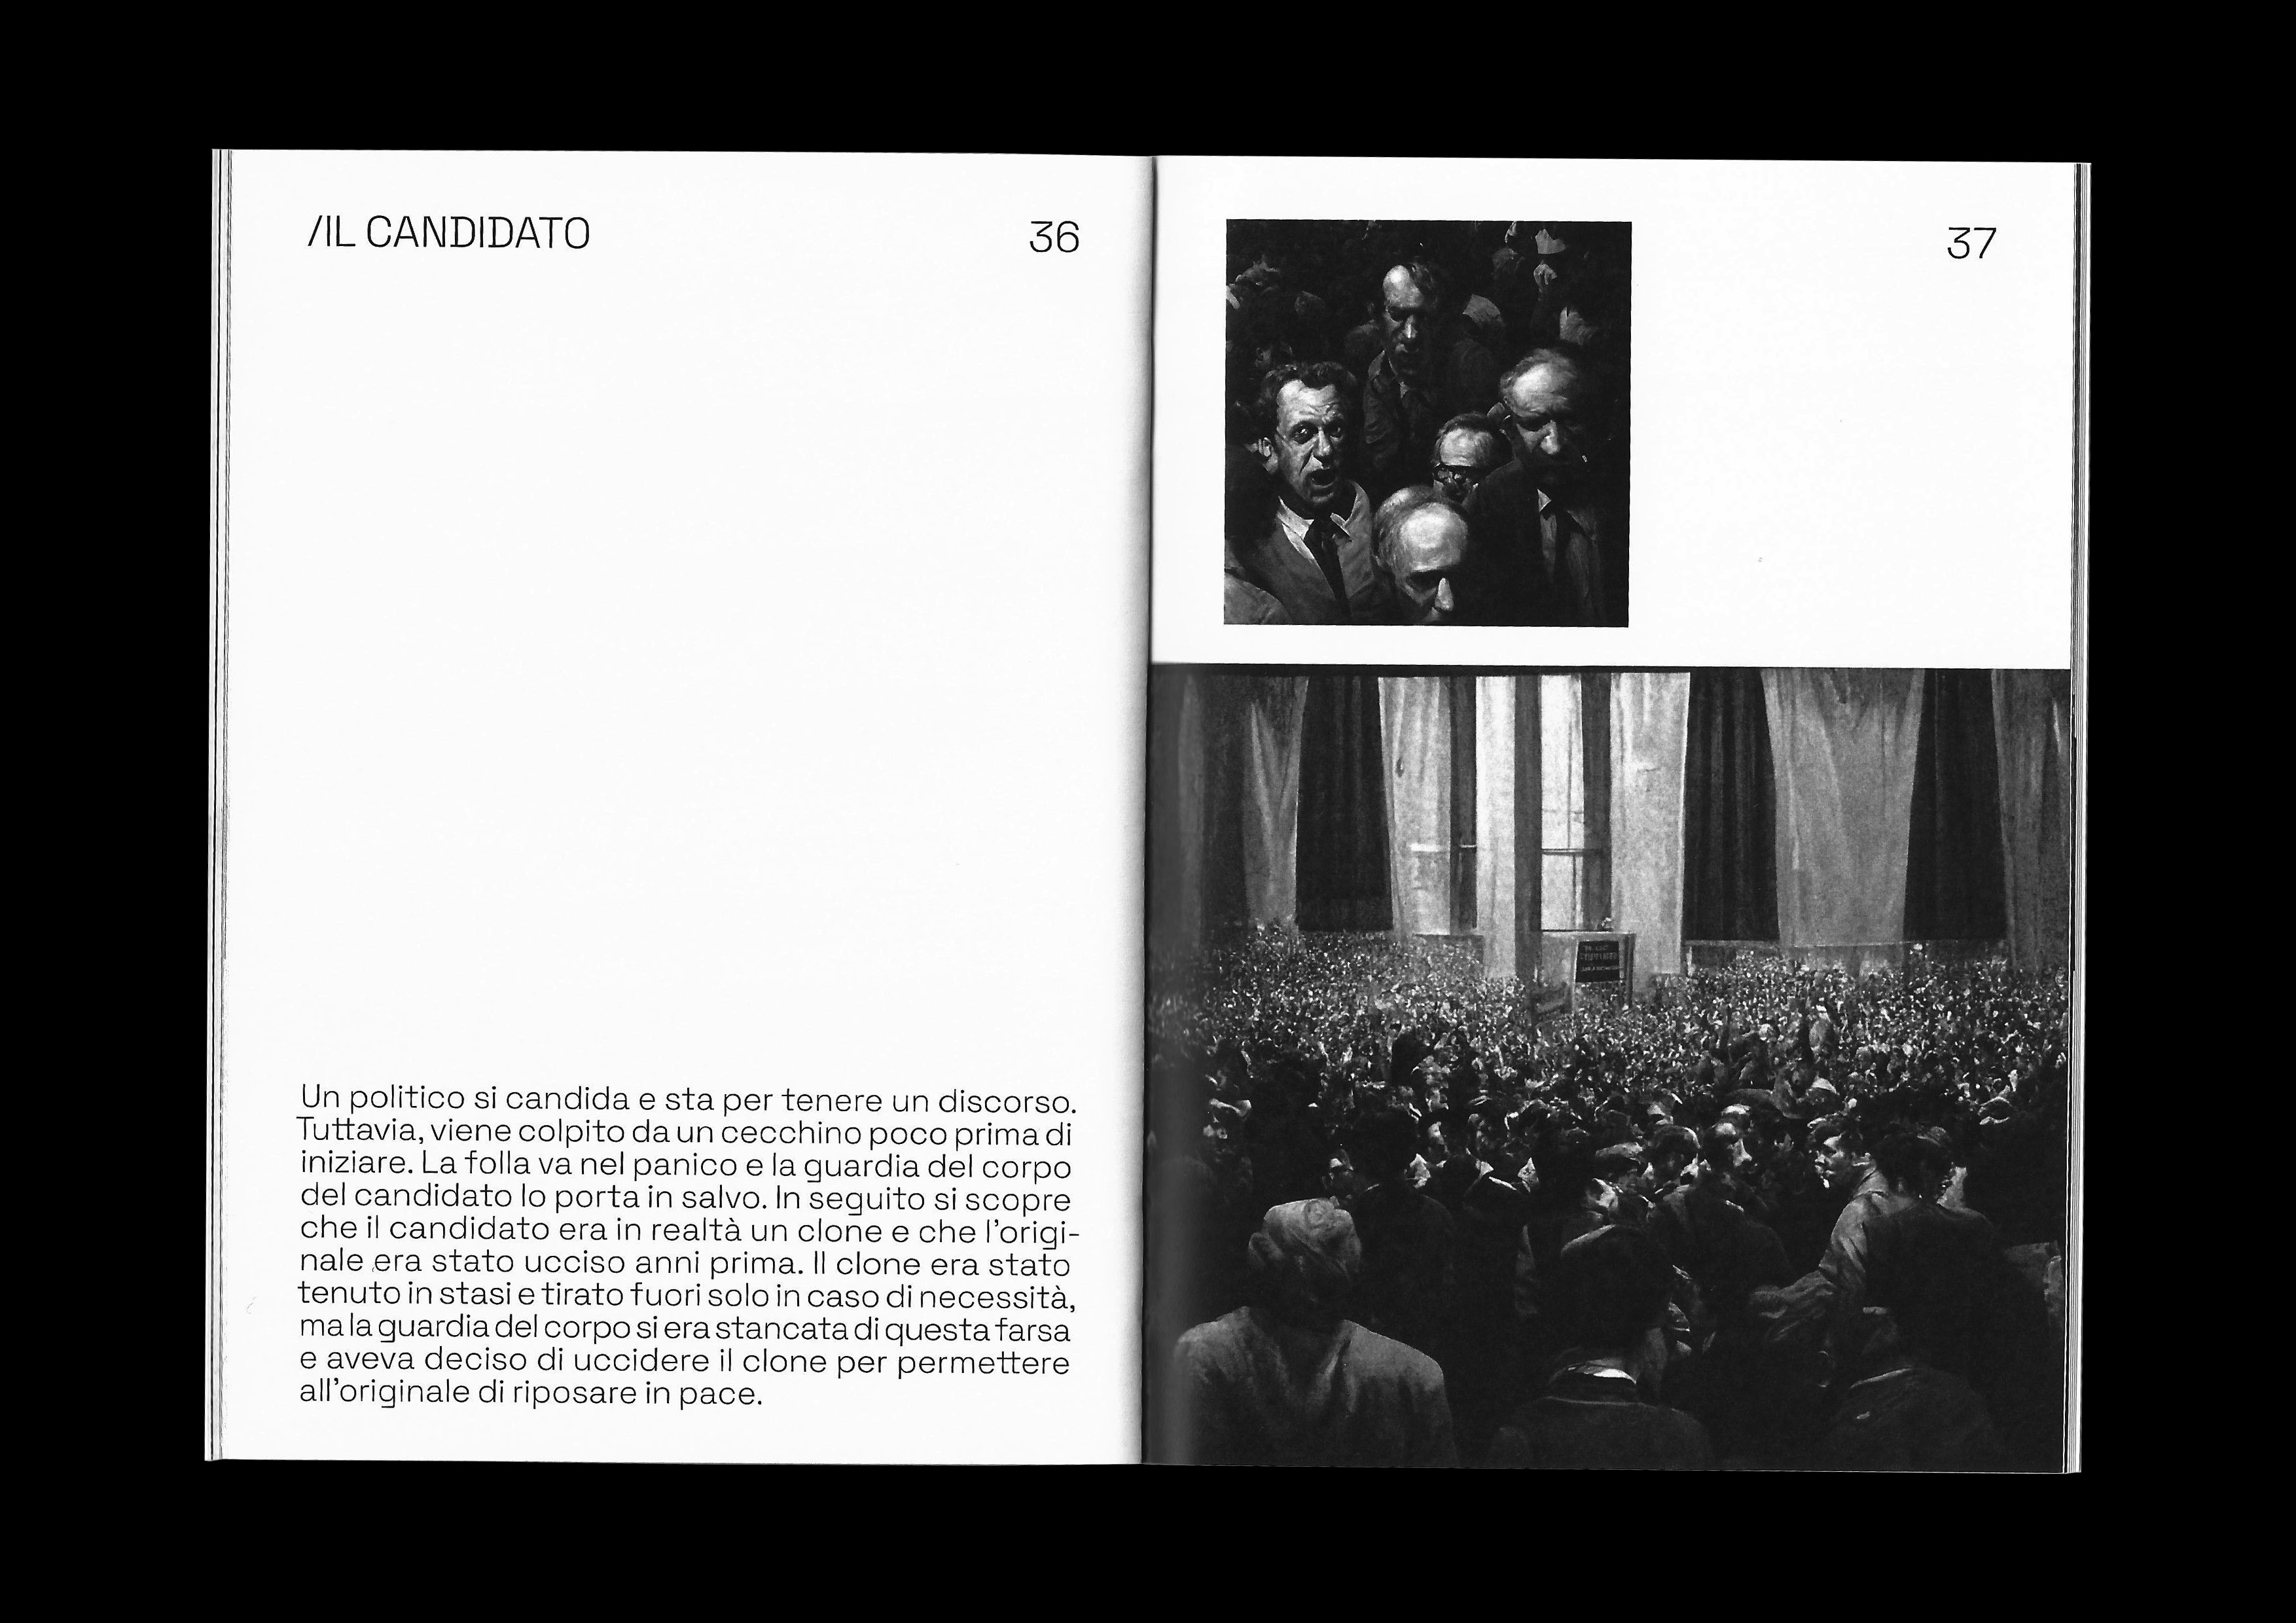 /IL CANDIDATO
36
Un politico si candida e sta per tenere un discorso.
Tuttavia, viene colpito da un cecchino poco prima di
iniziare. La folla va nel panico e la guardia del corpo
del candidato lo porta in salvo. In seguito si scopre
che il candidato era in realtà un clone e che l’origi-
nale era stato ucciso anni prima. Il clone era stato
tenuto in stasi e tirato fuori solo in caso di necessità,
ma la guardia del corpo si era stancata di questa farsa
e aveva deciso di uccidere il clone per permettere
all’originale di riposare in pace.
37